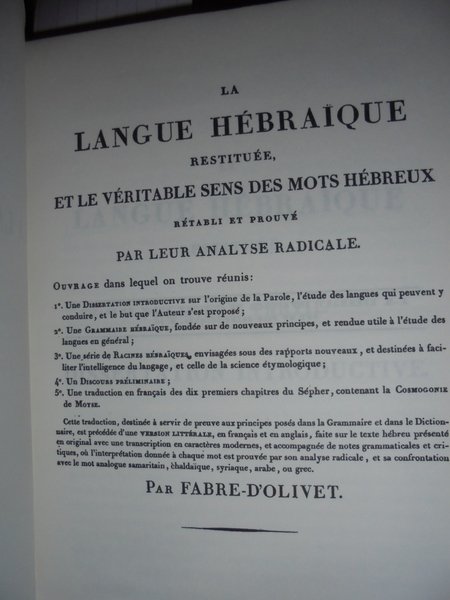 LA
LANGUE HÉBRAÏQUE
RESTITUÉE,
ET LE VÉRITABLE SENS DES MOTS HÉBREUX
RÉTABLI ET PROUVÉ
PAR LEUR ANALYSE RADICALE.
OUVRAGE dans lequel on trouve réunis:
1°. Une DISSERTATION INTRODUCTIVE sur l'origine de la Parole, l'étude des langues qui peuvent y
conduire, et le but que l'Auteur s'est proposé;
2°. Une GRAMMAIRE HÉBRAÏQUE, fondée sur de nouveaux principes, et rendue utile à l'étude des
langues en général;
3°. Une série de RACINES HÉBRAÏQUES, envisagées sous des rapports nouveaux, et destinées à faci-
liter l'intelligence du langage, et celle de la science étymologique;
4°. Un DISCOURS PRÉLIMINAIRE;
5°. Une traduction en français des dix premiers chapitres du Sépher, contenant la COSMOGONIE
DE MOYSE.
Cette traduction, destinée à servir de preuve aux principes posés dans la Grammaire et dans le Diction-
naire, est précédée d'une VERSION LITTÉRALE, en français et en anglais, faite sur le texte hébreu présenté
en original avec une transcription en caractères modernes, et accompagnée de notes grammaticales et cri-
tiques, où l'interprétation donnée à chaque mot est prouvée par son analyse radicale, et sa confrontation
avec le mot analogue samaritain, chaldaïque, syriaque, arabe, ou grec.
PAR FABRE-D'OLIVET.